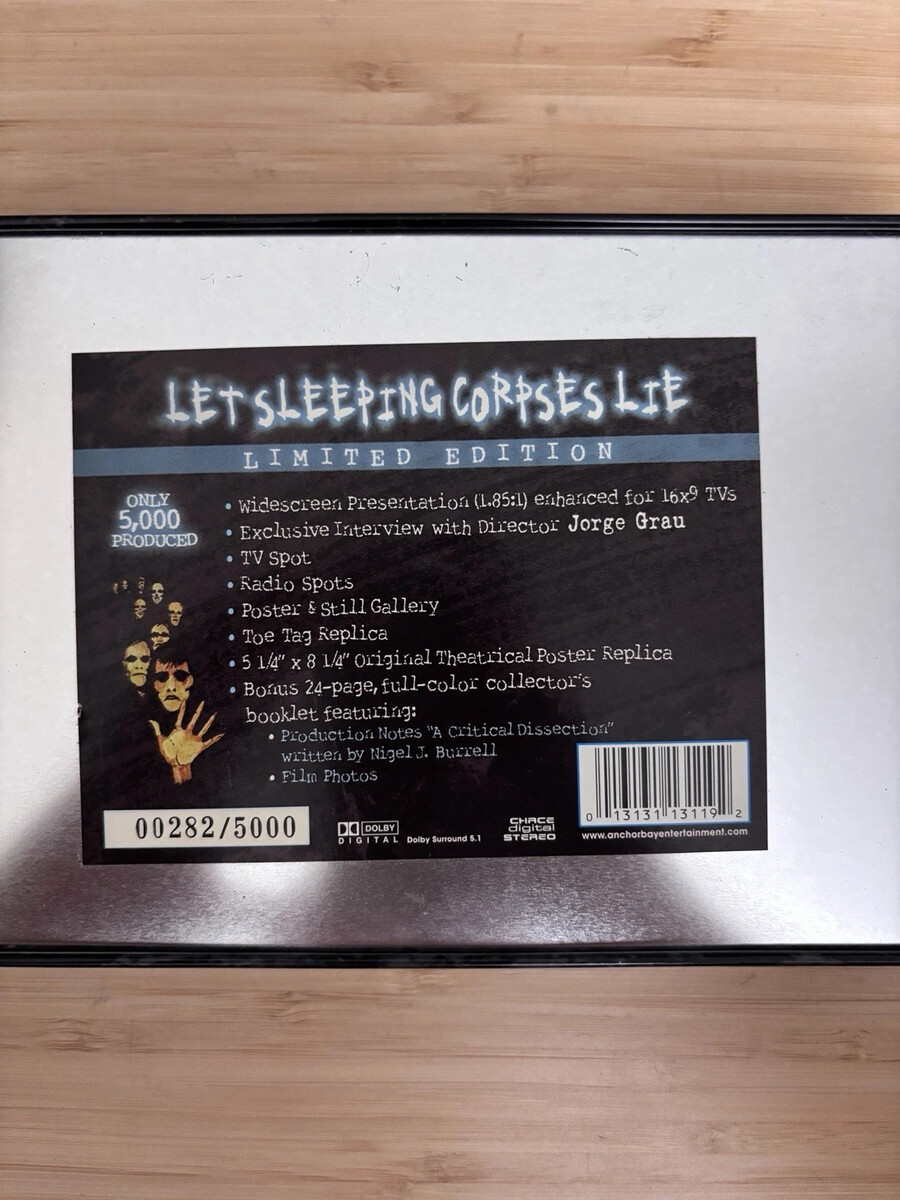 LET SLEEPING CORPSES LIE
LIMITED EDITION
ONLY
5,000
PRODUCED
• Widescreen Presentation (1.85:1) enhanced for 16x9 TVs
• Exclusive Interview with Director Jorge Grau
• TV Spot
• Radio Spots
• Poster & Still Gallery
• Toe Tag Replica
• 5 1/4" x 8 1/4" Original Theatrical Poster Replica
• Bonus 24-page, full-color collector's
booklet featuring:
• Production Notes "A Critical Dissection"
written by Nigel J. Burrell
• Film Photos
00282/5000
DOLBY
DIGITAL
Dolby Surround 5.1
CHACE
digital
STEREO
0 13131 13119 2
www.anchorbayentertainment.com